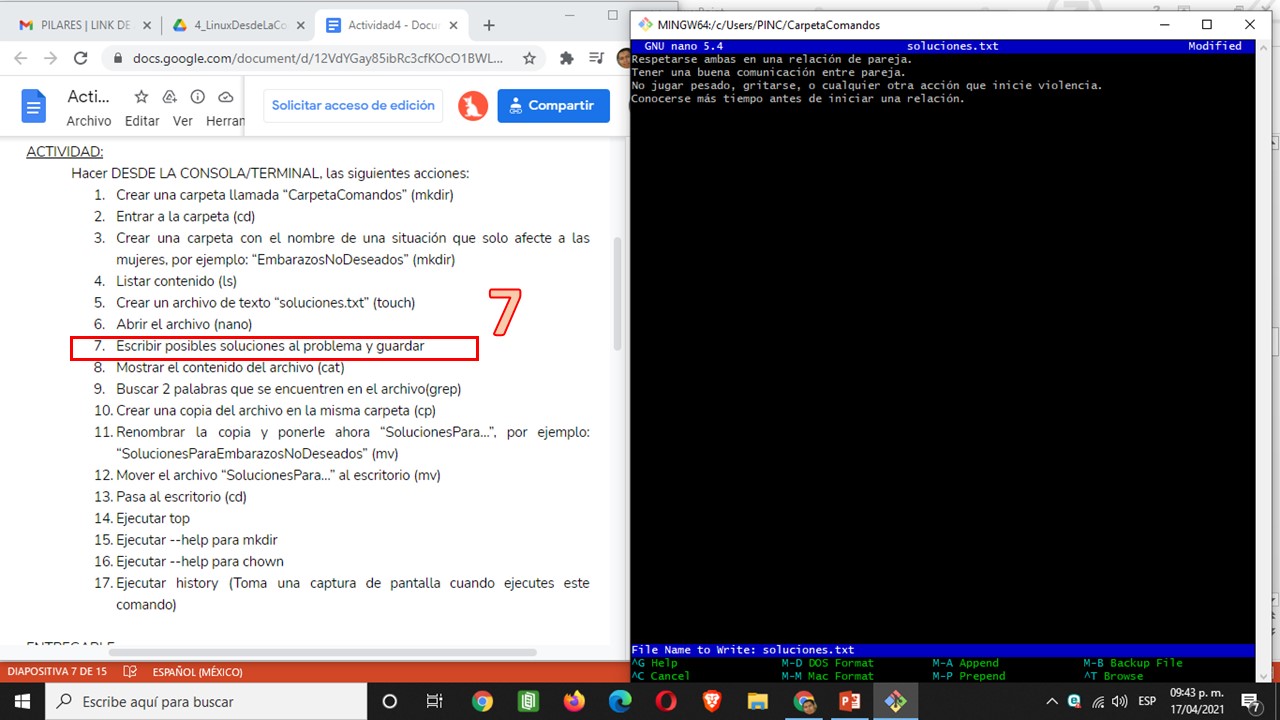 PILARES | LINK DE
4_LinuxDesdeLaCo
Actividad4 - Docu
docs.google.com/document/d/12VdYGay85ibRc3cfKOcO1BWL...
Acti...
Archivo Editar Ver Herran
Solicitar acceso de edición
Compartir
ACTIVIDAD:
Hacer DESDE LA CONSOLA/TERMINAL, las siguientes acciones:
1. Crear una carpeta llamada “CarpetaComandos” (mkdir)
2. Entrar a la carpeta (cd)
3. Crear una carpeta con el nombre de una situación que solo afecte a las
mujeres, por ejemplo: “EmbarazosNoDeseados” (mkdir)
4. Listar contenido (ls)
5. Crear un archivo de texto “soluciones.txt” (touch)
6. Abrir el archivo (nano)
7. Escribir posibles soluciones al problema y guardar
7
8. Mostrar el contenido del archivo (cat)
9. Buscar 2 palabras que se encuentren en el archivo(grep)
10. Crear una copia del archivo en la misma carpeta (cp)
11. Renombrar la copia y ponerle ahora “SolucionesPara...”, por ejemplo:
“SolucionesParaEmbarazosNoDeseados” (mv)
12. Mover el archivo “SolucionesPara...” al escritorio (mv)
13. Pasa al escritorio (cd)
14. Ejecutar top
15. Ejecutar --help para mkdir
16. Ejecutar --help para chown
17. Ejecutar history (Toma una captura de pantalla cuando ejecutes este
comando)
MINGW64:/c/Users/PINC/CarpetaComandos
GNU nano 5.4 soluciones.txt Modified
Respetarse ambas en una relación de pareja.
Tener una buena comunicación entre pareja.
No jugar pesado, gritarse, o cualquier otra acción que inicie violencia.
Conocerse más tiempo antes de iniciar una relación.
File Name to Write: soluciones.txt
^G Help M-D DOS Format M-A Append M-B Backup File
^C Cancel M-M Mac Format M-P Prepend ^T Browse
DIAPOSITIVA 7 DE 15 ESPAÑOL (MÉXICO)
Escribe aquí para buscar
ESP
09:43 p. m.
17/04/2021
7